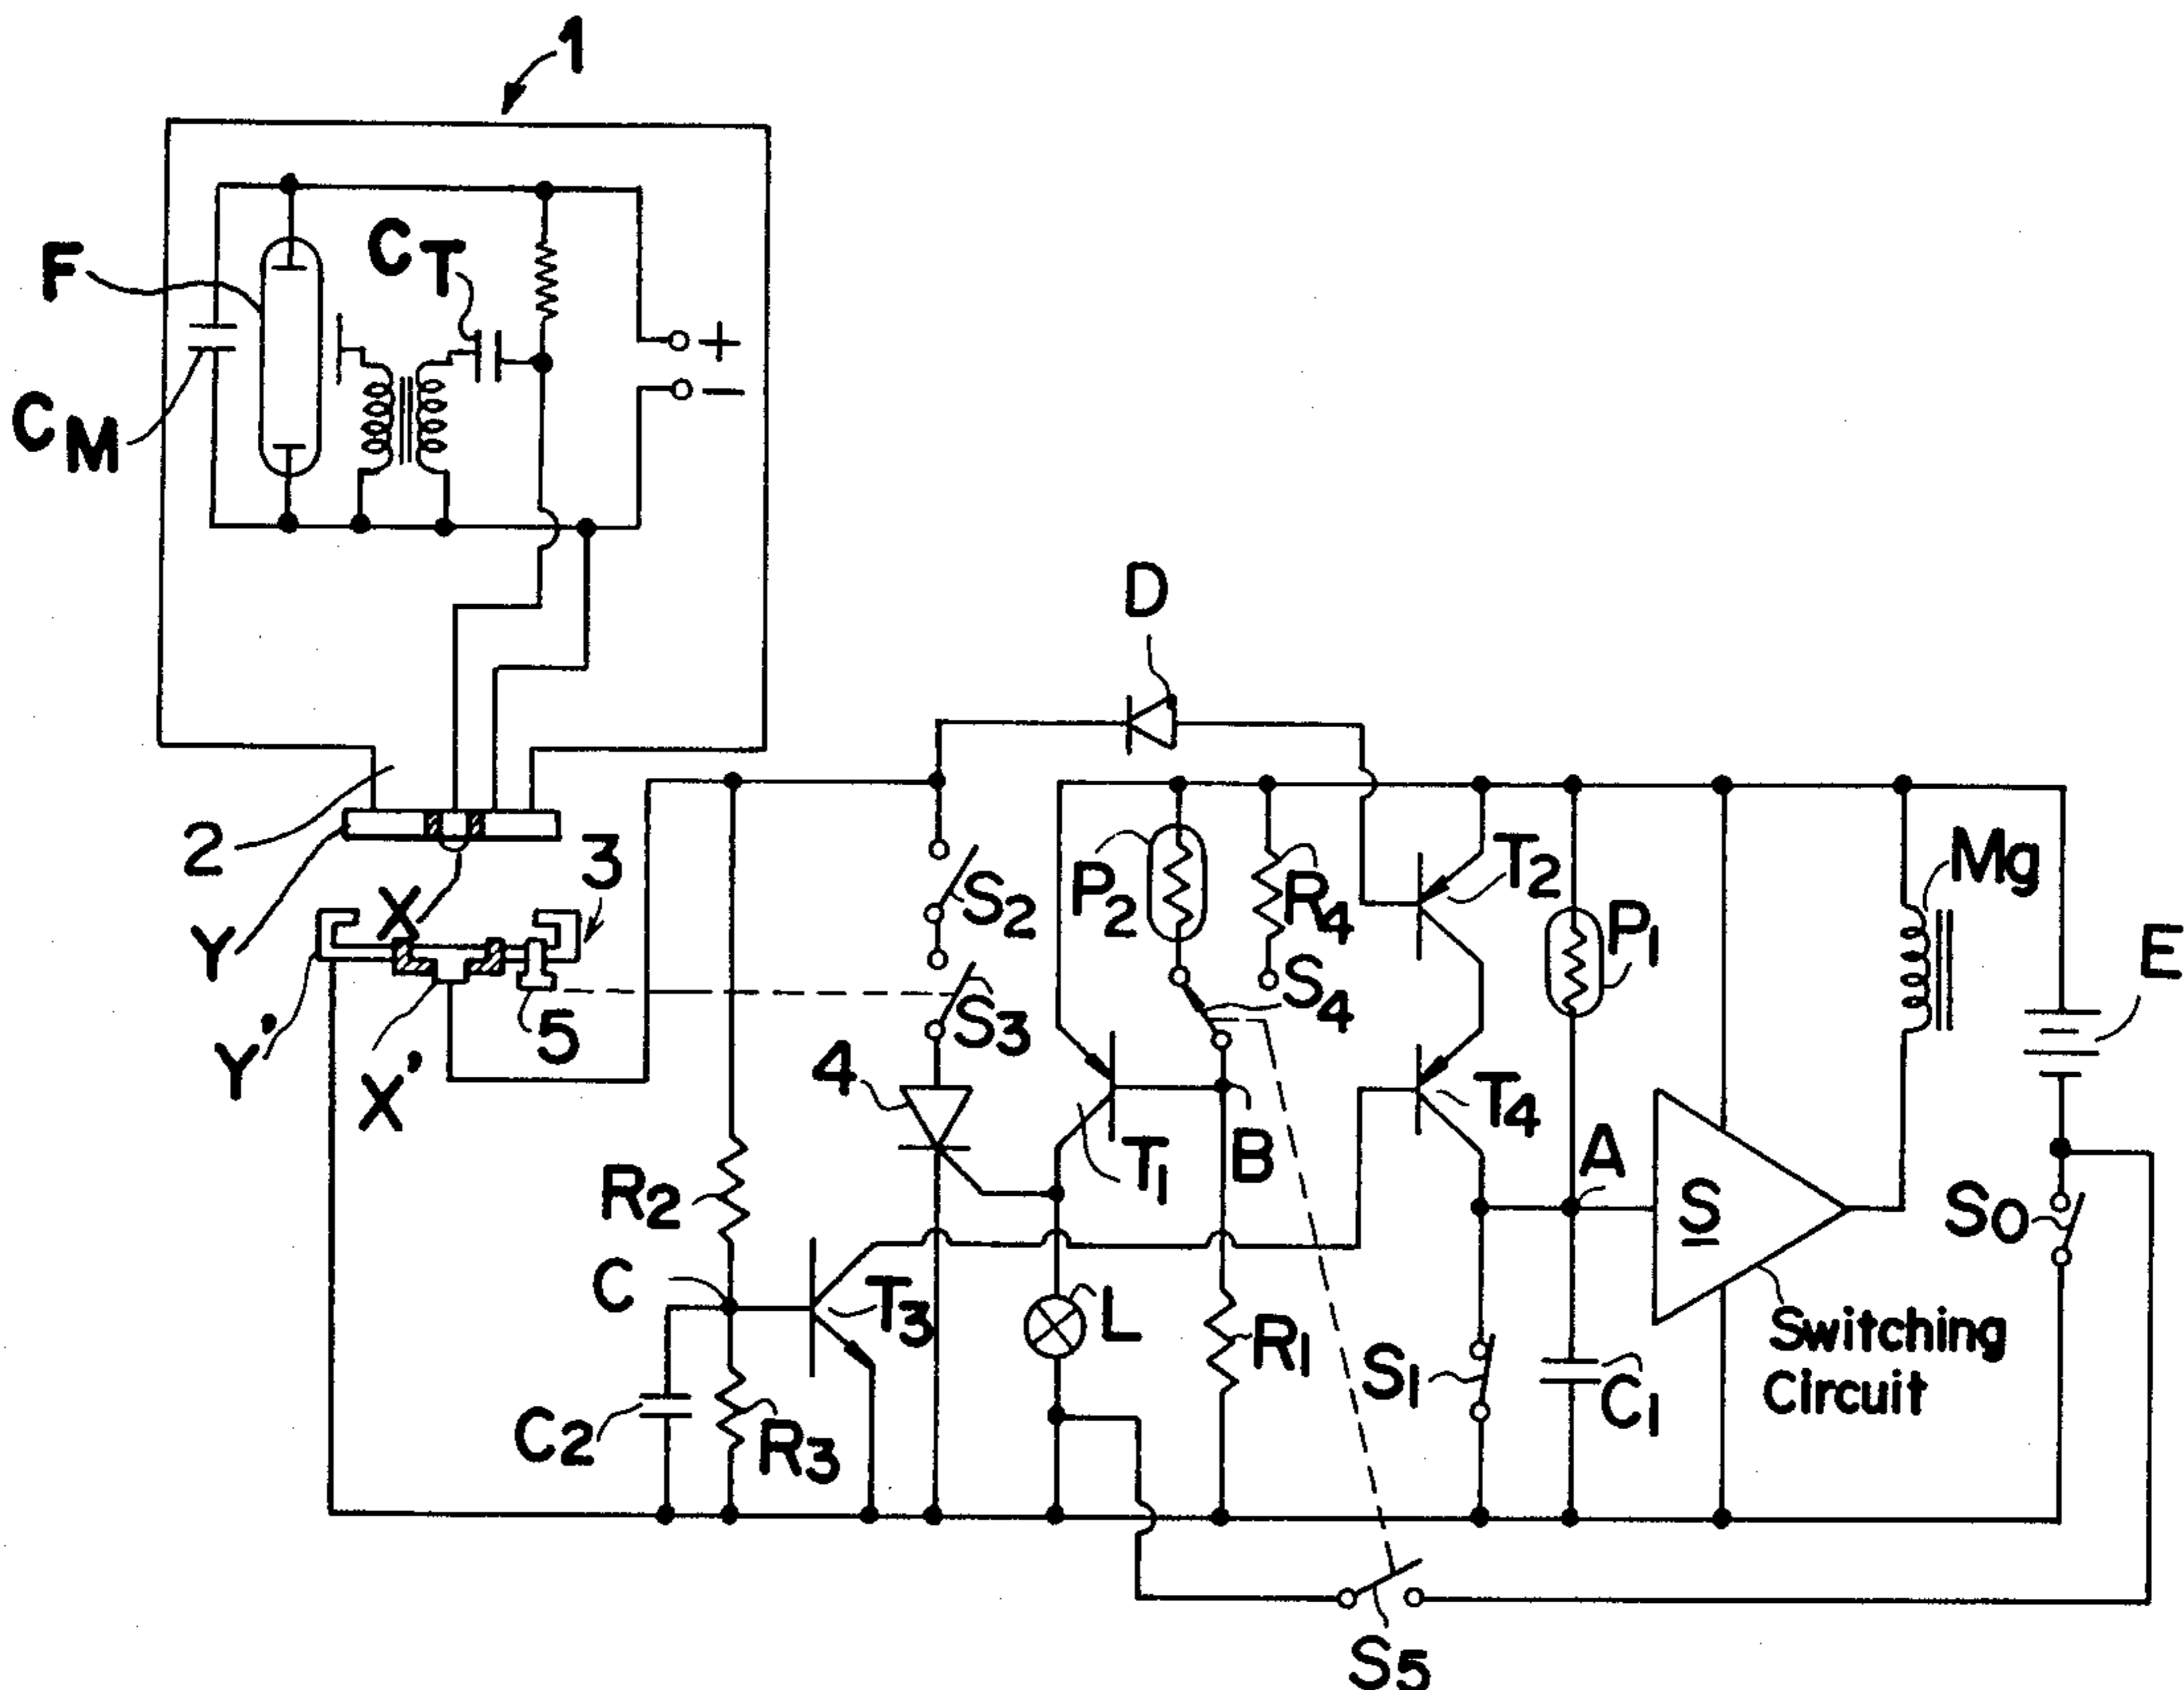 1
F
CT
CM
+
−
D
2
3
Y
X
Y'
X'
5
S2
S3
4
P2
R4
S4
T2
T4
P1
Mg
E
T1
B
A
S
S0
R2
C
T3
L
R1
S1
C1
Switching
Circuit
C2
R3
S5